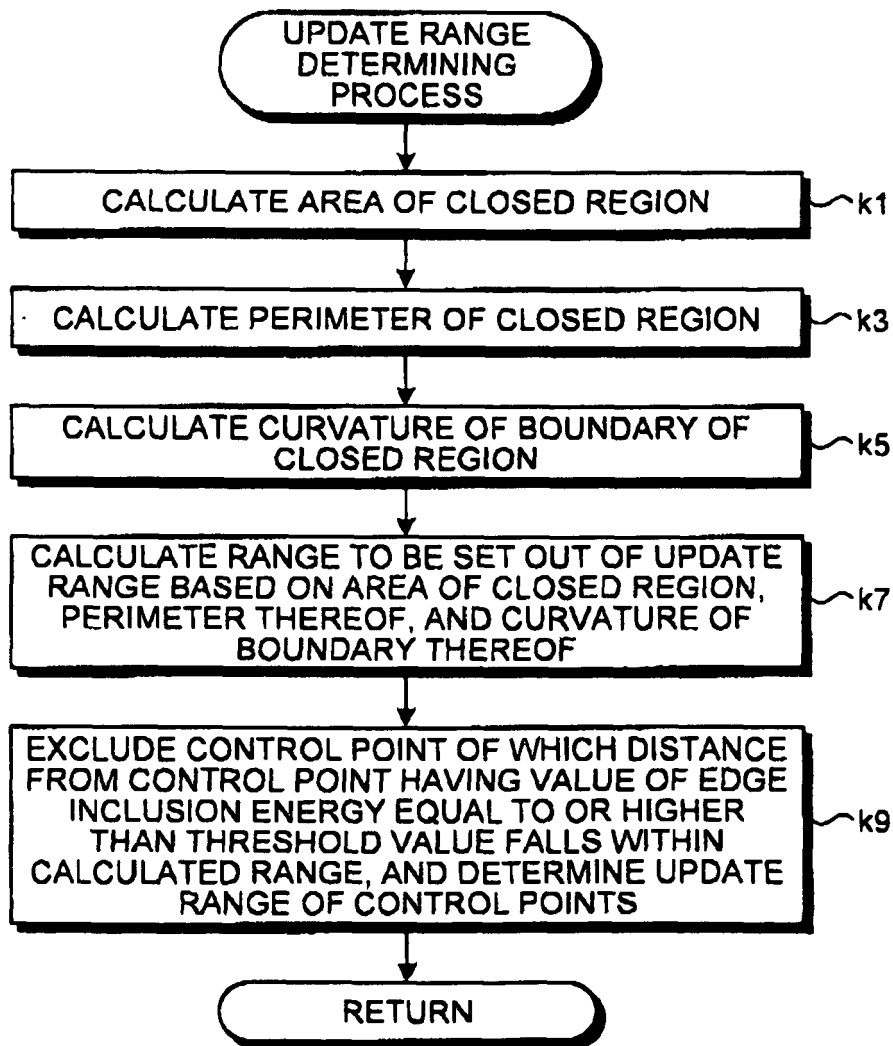 UPDATE RANGE
DETERMINING
PROCESS
CALCULATE AREA OF CLOSED REGION
k1
CALCULATE PERIMETER OF CLOSED REGION
k3
CALCULATE CURVATURE OF BOUNDARY OF
CLOSED REGION
k5
CALCULATE RANGE TO BE SET OUT OF UPDATE
RANGE BASED ON AREA OF CLOSED REGION,
PERIMETER THEREOF, AND CURVATURE OF
BOUNDARY THEREOF
k7
EXCLUDE CONTROL POINT OF WHICH DISTANCE
FROM CONTROL POINT HAVING VALUE OF EDGE
INCLUSION ENERGY EQUAL TO OR HIGHER
THAN THRESHOLD VALUE FALLS WITHIN
CALCULATED RANGE, AND DETERMINE UPDATE
RANGE OF CONTROL POINTS
k9
RETURN